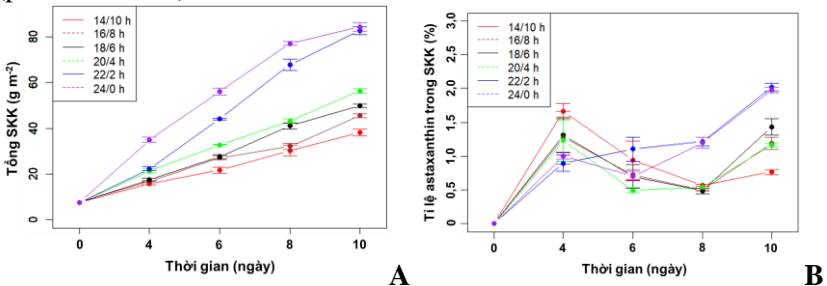 14/10 h
16/8 h
18/6 h
20/4 h
22/2 h
24/0 h
Tổng SKK (g m⁻²)
80
60
40
20
0
0 4 6 8 10
Thời gian (ngày)
A
14/10 h
16/8 h
18/6 h
20/4 h
22/2 h
24/0 h
Tỉ lệ astaxanthin trong SKK (%)
3,0
2,5
2,0
1,5
1,0
0,5
0,0
0 4 6 8 10
Thời gian (ngày)
B